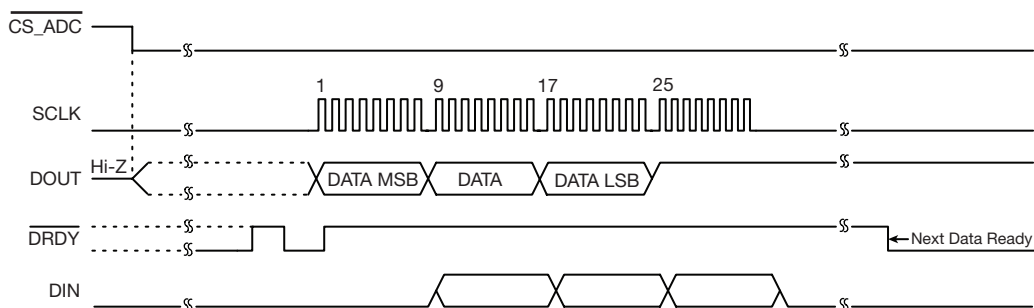 CS_ADC
1 9 17 25
SCLK
Hi-Z
DOUT
DATA MSB DATA DATA LSB
DRDY
Next Data Ready
DIN